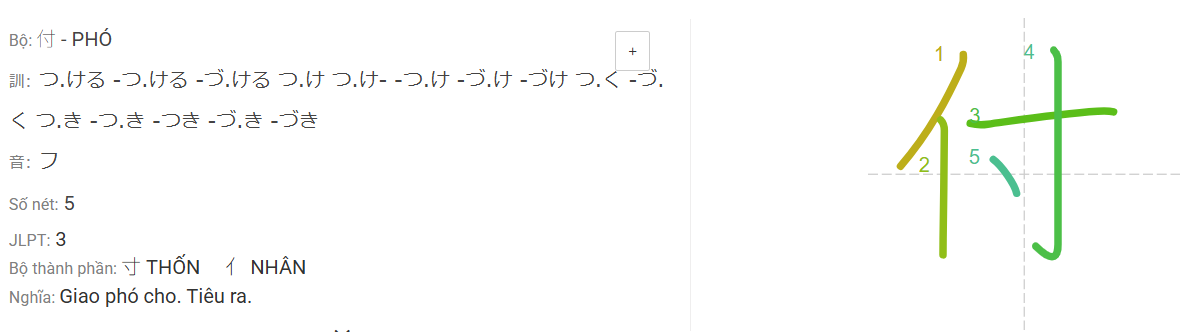 Bộ: 付 - PHÓ
+
訓: つ.ける -つ.ける -づ.ける つ.け つ.け- -つ.け -づ.け -づけ つ.く -づ.
く つ.き -つ.き -つき -づ.き -づき
音: フ
Số nét: 5
JLPT: 3
Bộ thành phần: 寸 THỐN 亻 NHÂN
Nghĩa: Giao phó cho. Tiêu ra.
付
1
4
3
2
5